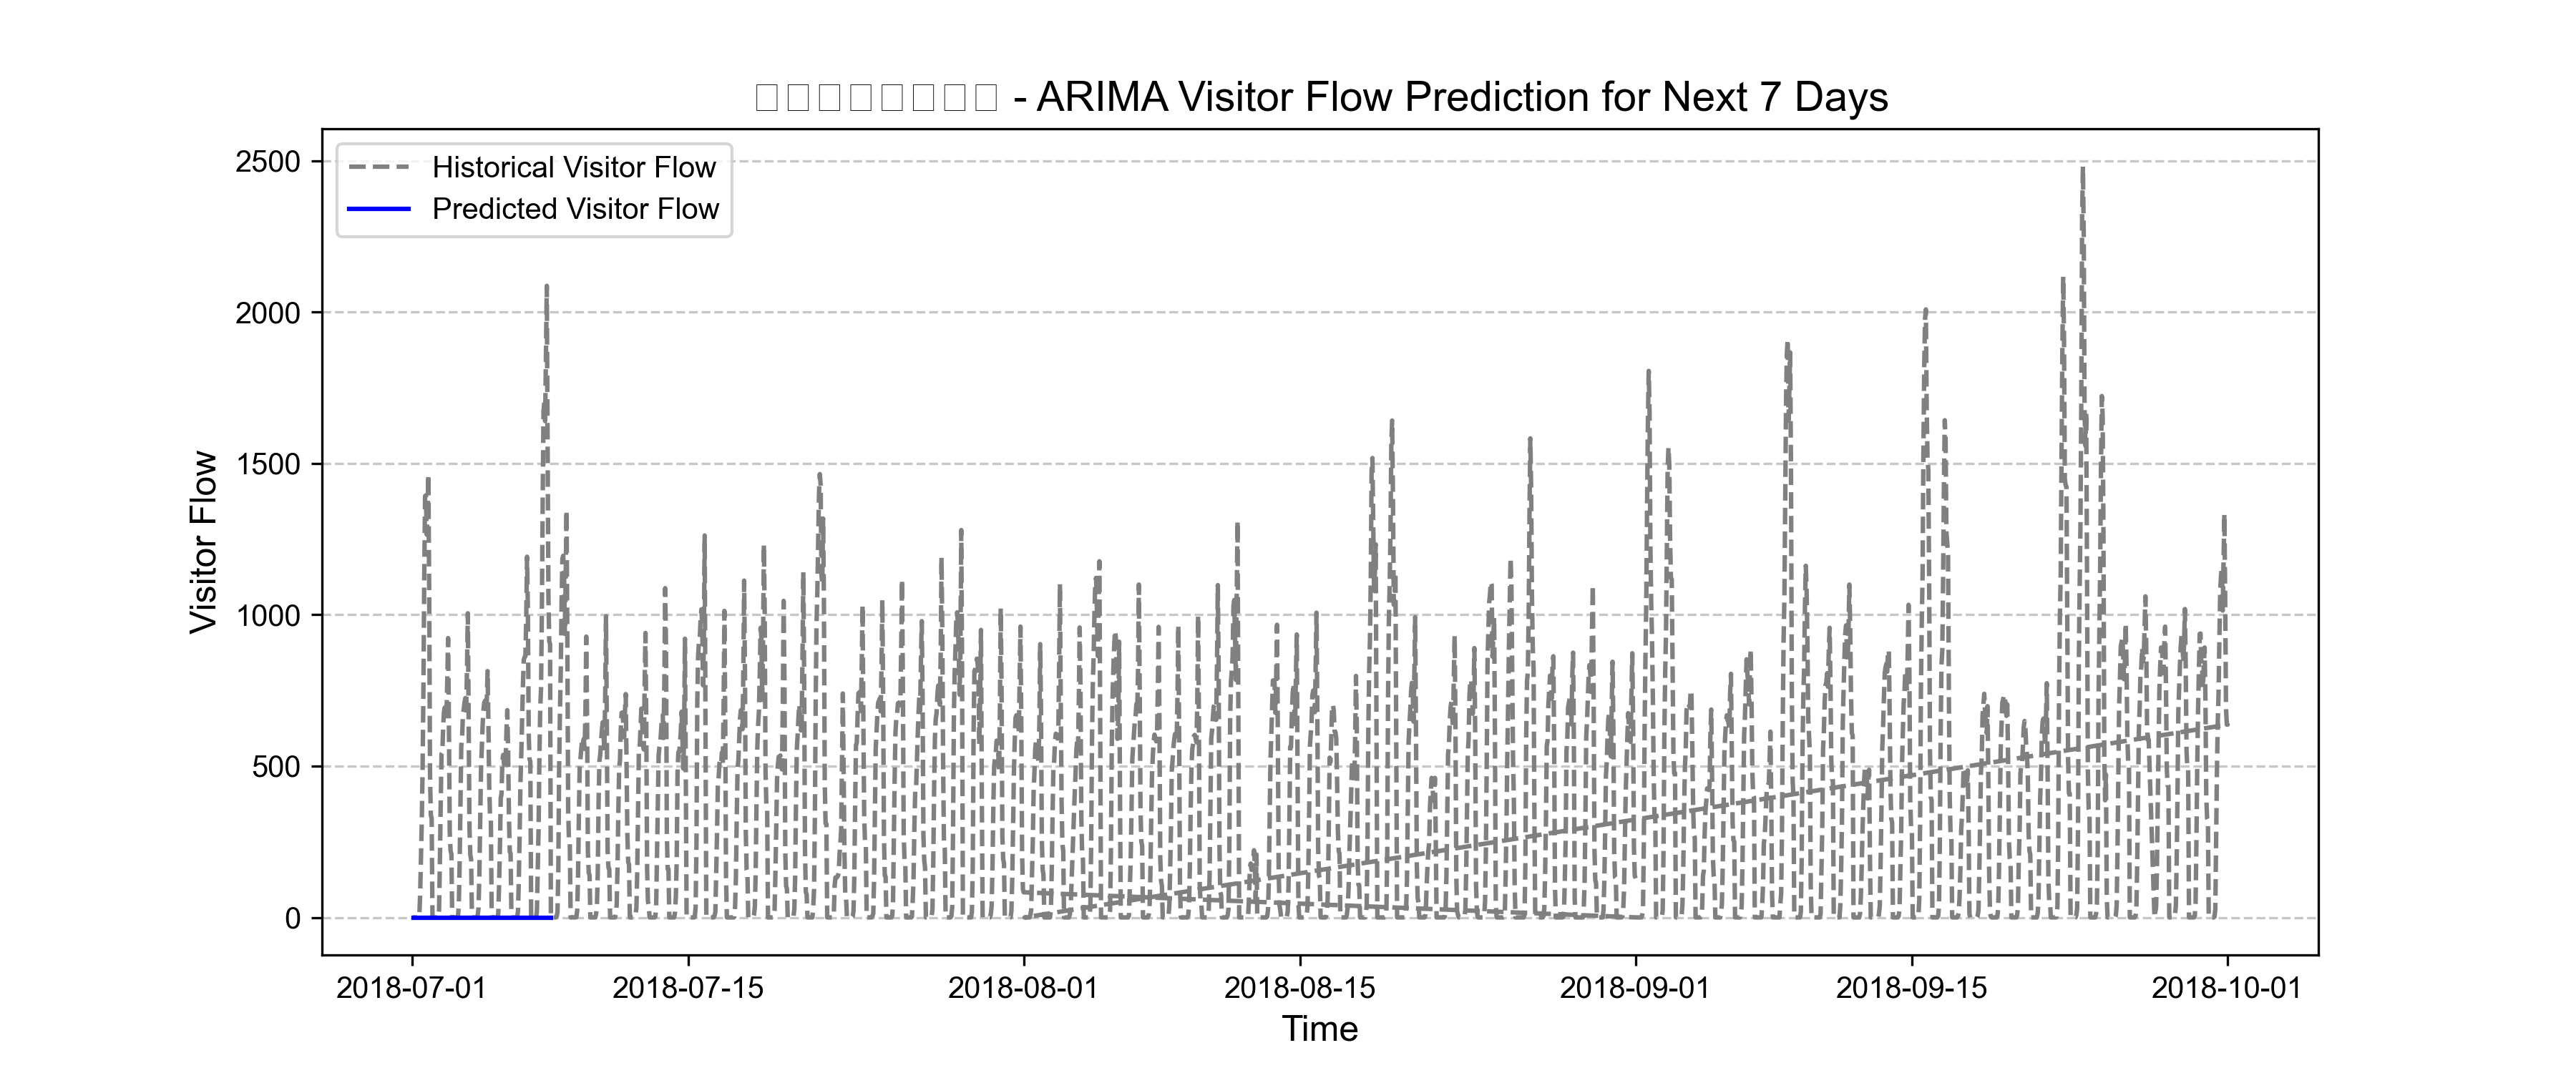 - ARIMA Visitor Flow Prediction for Next 7 Days
Historical Visitor Flow
Predicted Visitor Flow
Visitor Flow
2500
2000
1500
1000
500
0
2018-07-01 2018-07-15 2018-08-01 2018-08-15 2018-09-01 2018-09-15 2018-10-01
Time